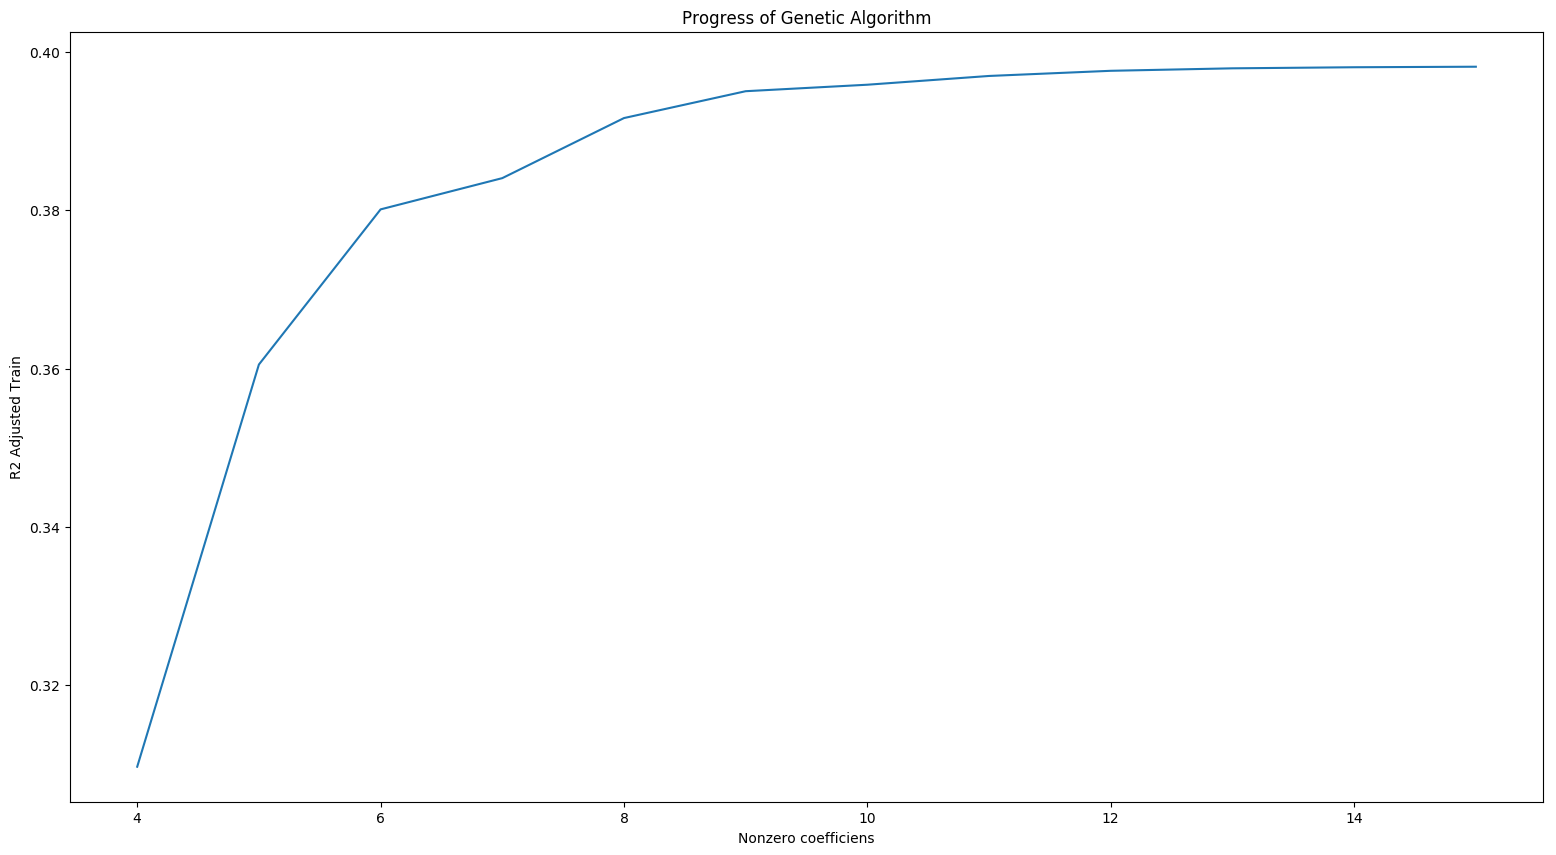 Progress of Genetic Algorithm
0.40
0.38
0.36
0.34
0.32
R2 Adjusted Train
4 6 8 10 12 14
Nonzero coefficiens